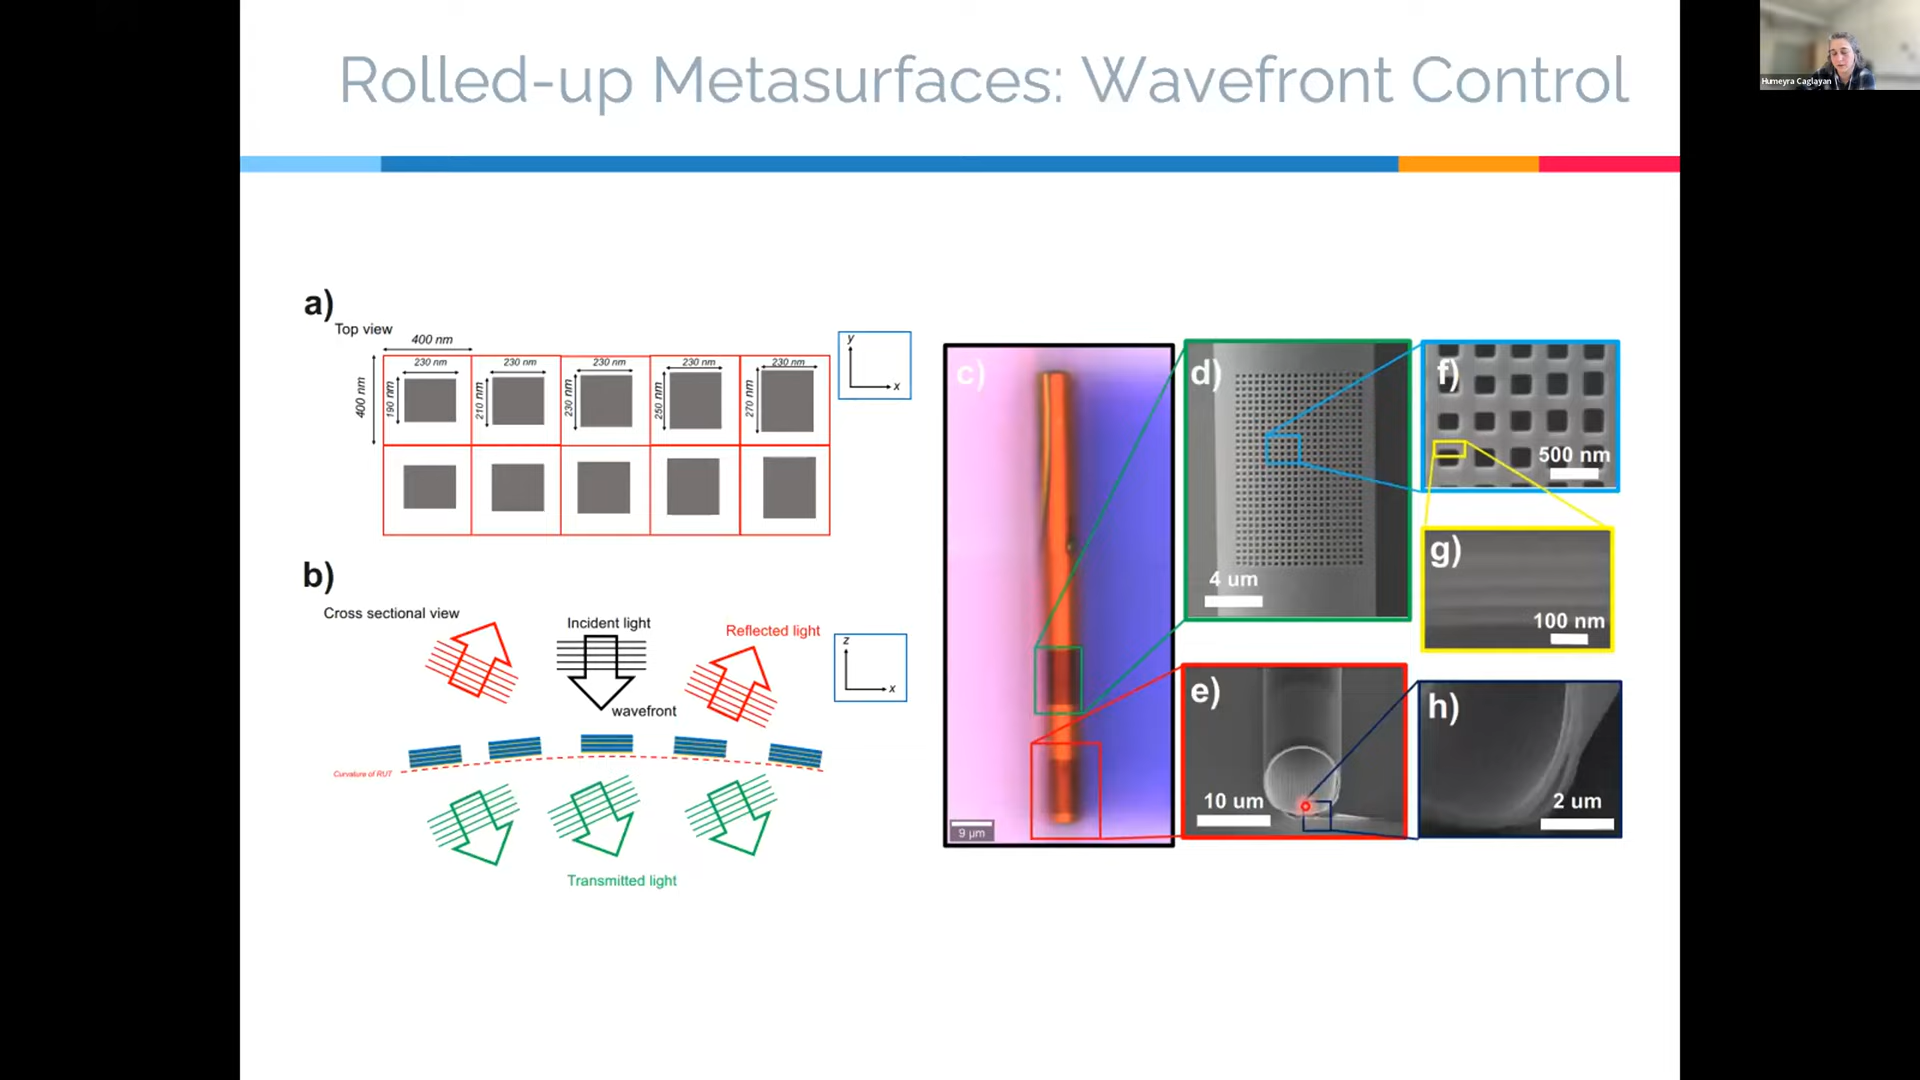 Rolled-up Metasurfaces: Wavefront Control
Humeyra Caglayan
a)
Top view
400 nm
230 nm 230 nm 230 nm 230 nm 230 nm
400 nm
190 nm
210 nm
230 nm
250 nm
270 nm
y
x
b)
Cross sectional view
Incident light
Reflected light
wavefront
z
x
Curvature of RUT
Transmitted light
c)
9 µm
d)
4 um
e)
10 um
f)
500 nm
g)
100 nm
h)
2 um